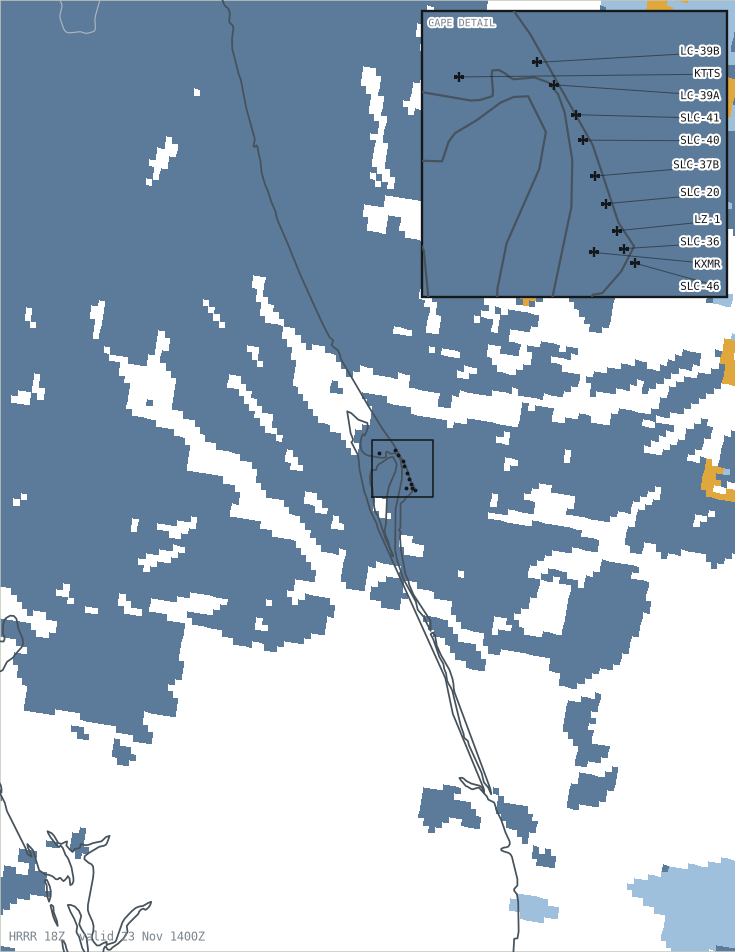 CAPE DETAIL
LC-39B
KTTS
LC-39A
SLC-41
SLC-40
SLC-37B
SLC-20
LZ-1
SLC-36
KXMR
SLC-46
HRRR 18Z valid 23 Nov 1400Z